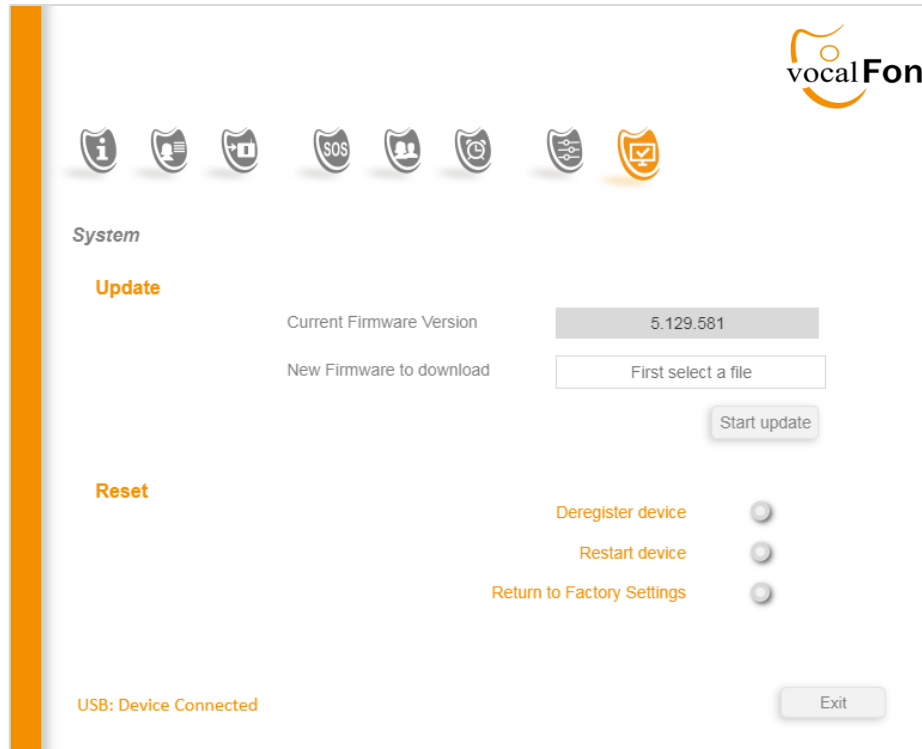 vocalFon
SOS
System
Update
Current Firmware Version 5.129.581
New Firmware to download First select a file
Start update
Reset
Deregister device
Restart device
Return to Factory Settings
USB: Device Connected Exit